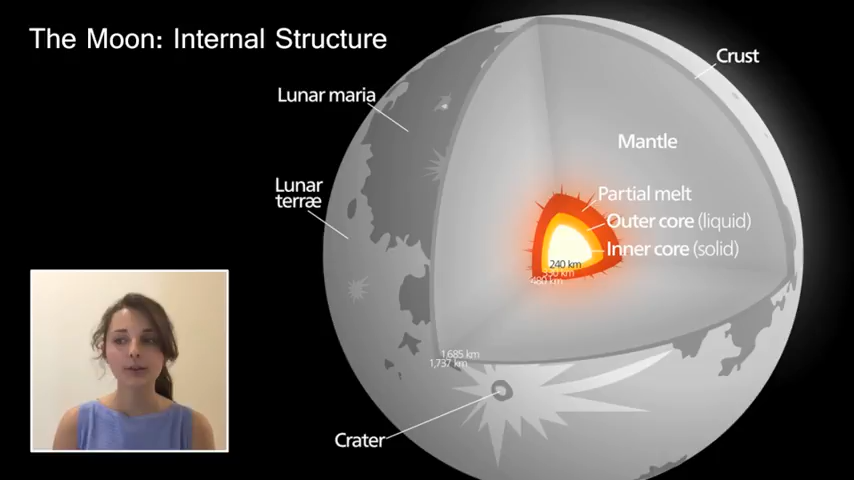 The Moon: Internal Structure
Crust
Lunar maria
Mantle
Lunar
terræ
Partial melt
Outer core (liquid)
Inner core (solid)
240 km
480 km
1,685 km
1,737 km
Crater